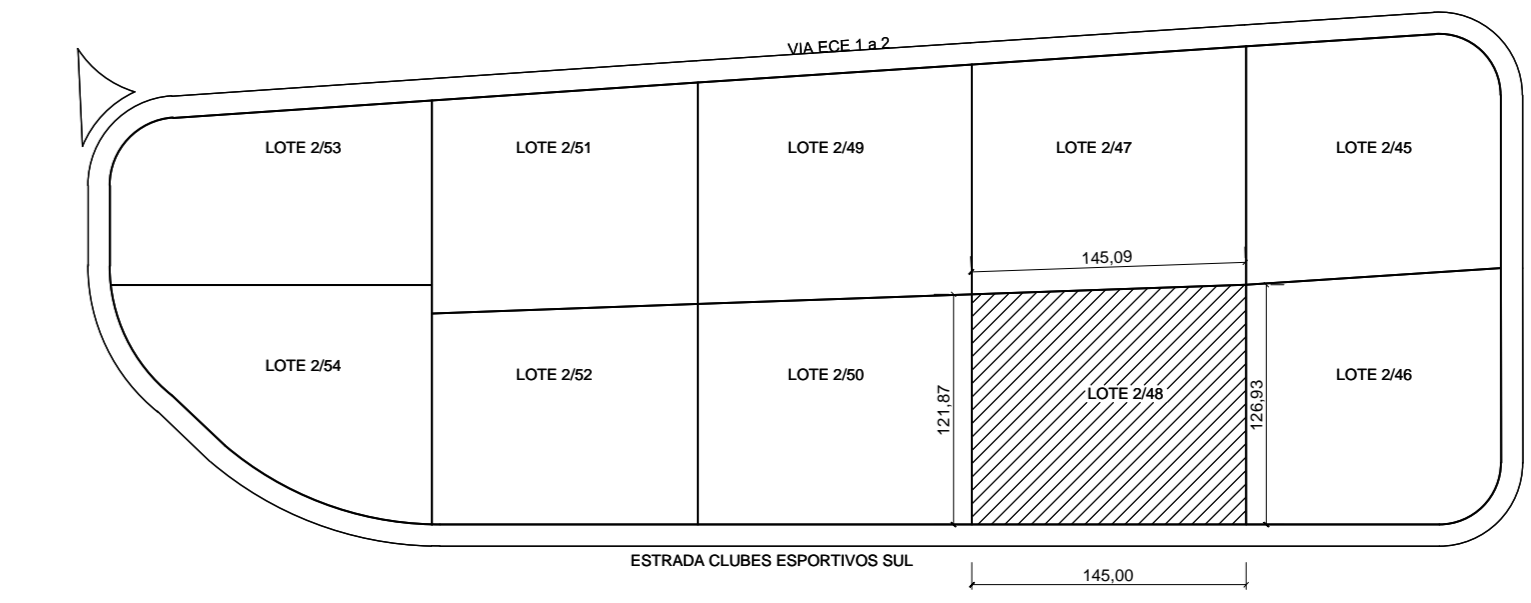 VIA ECE 1 a 2
LOTE 2/53
LOTE 2/51
LOTE 2/49
LOTE 2/47
LOTE 2/45
145,09
LOTE 2/54
LOTE 2/52
LOTE 2/50
121,87
LOTE 2/48
126,93
LOTE 2/46
ESTRADA CLUBES ESPORTIVOS SUL
145,00